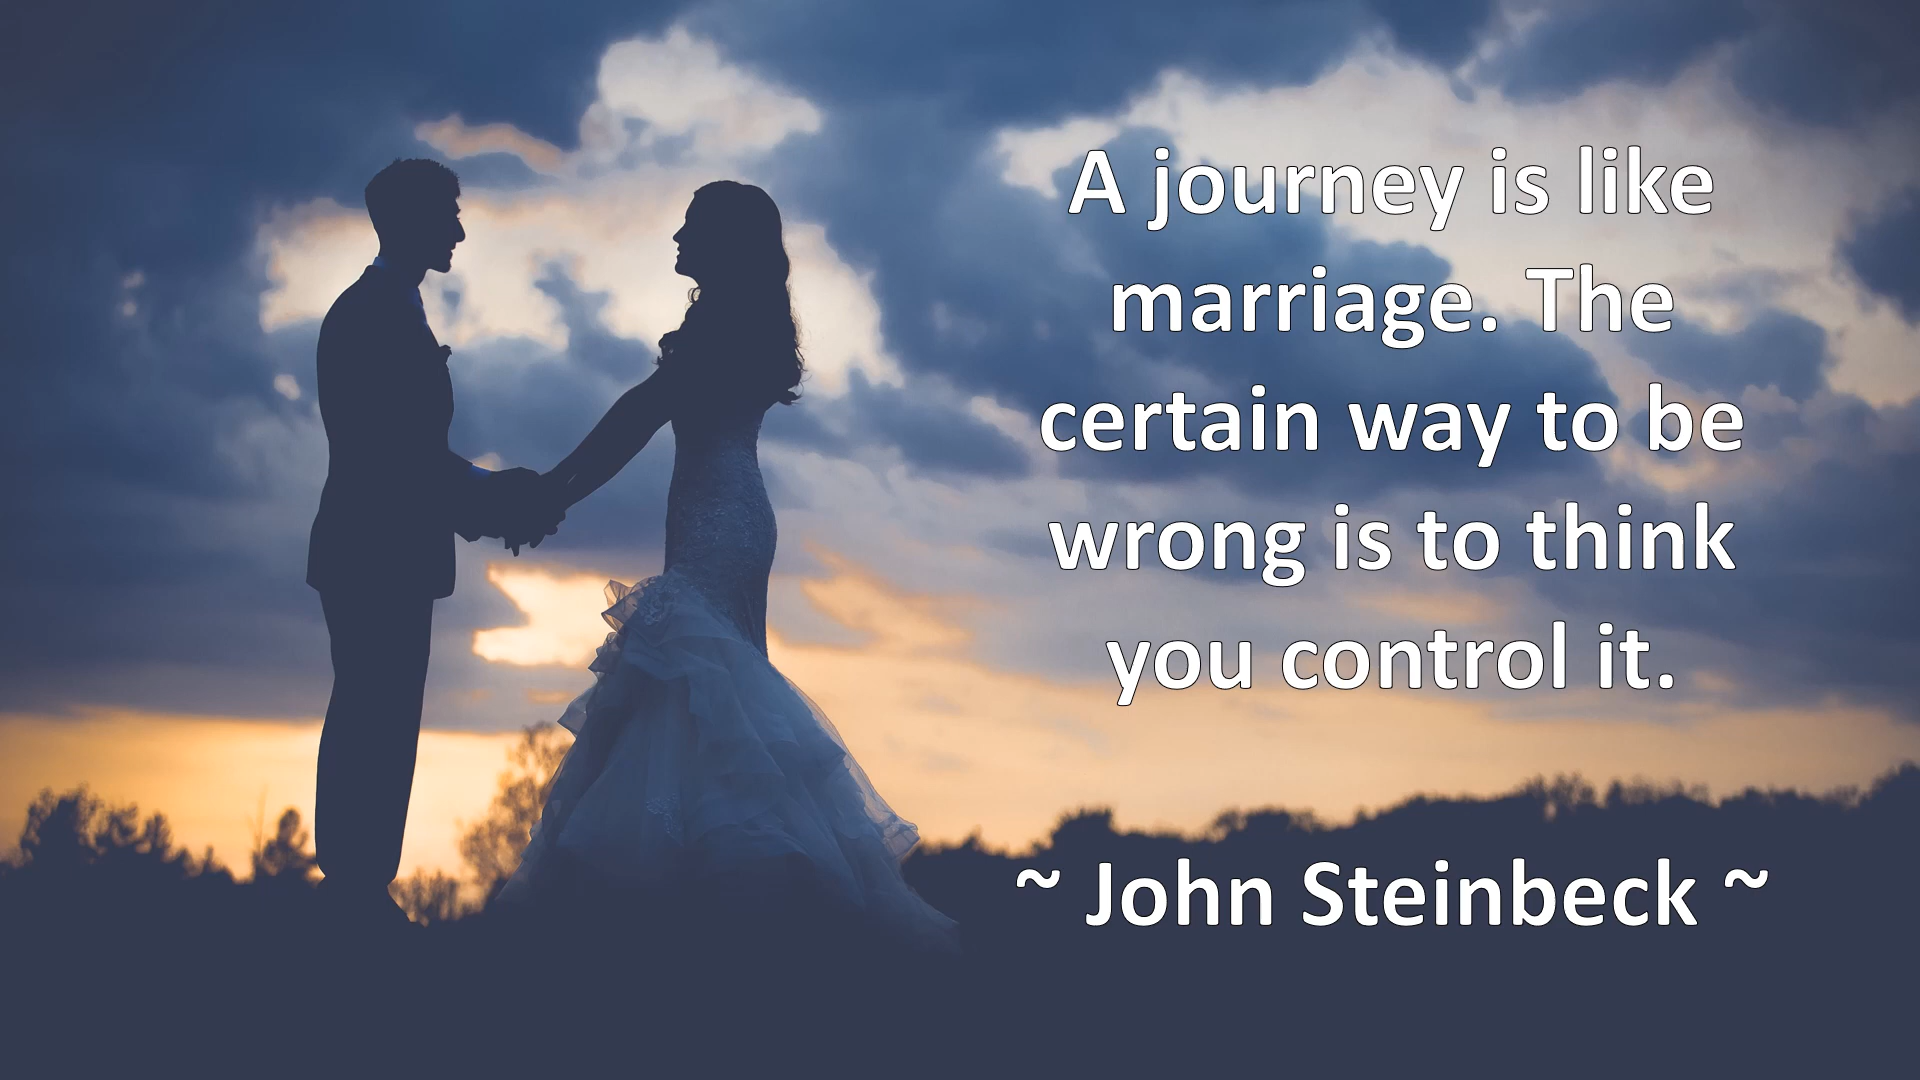 A journey is like
marriage. The
certain way to be
wrong is to think
you control it.
~ John Steinbeck ~